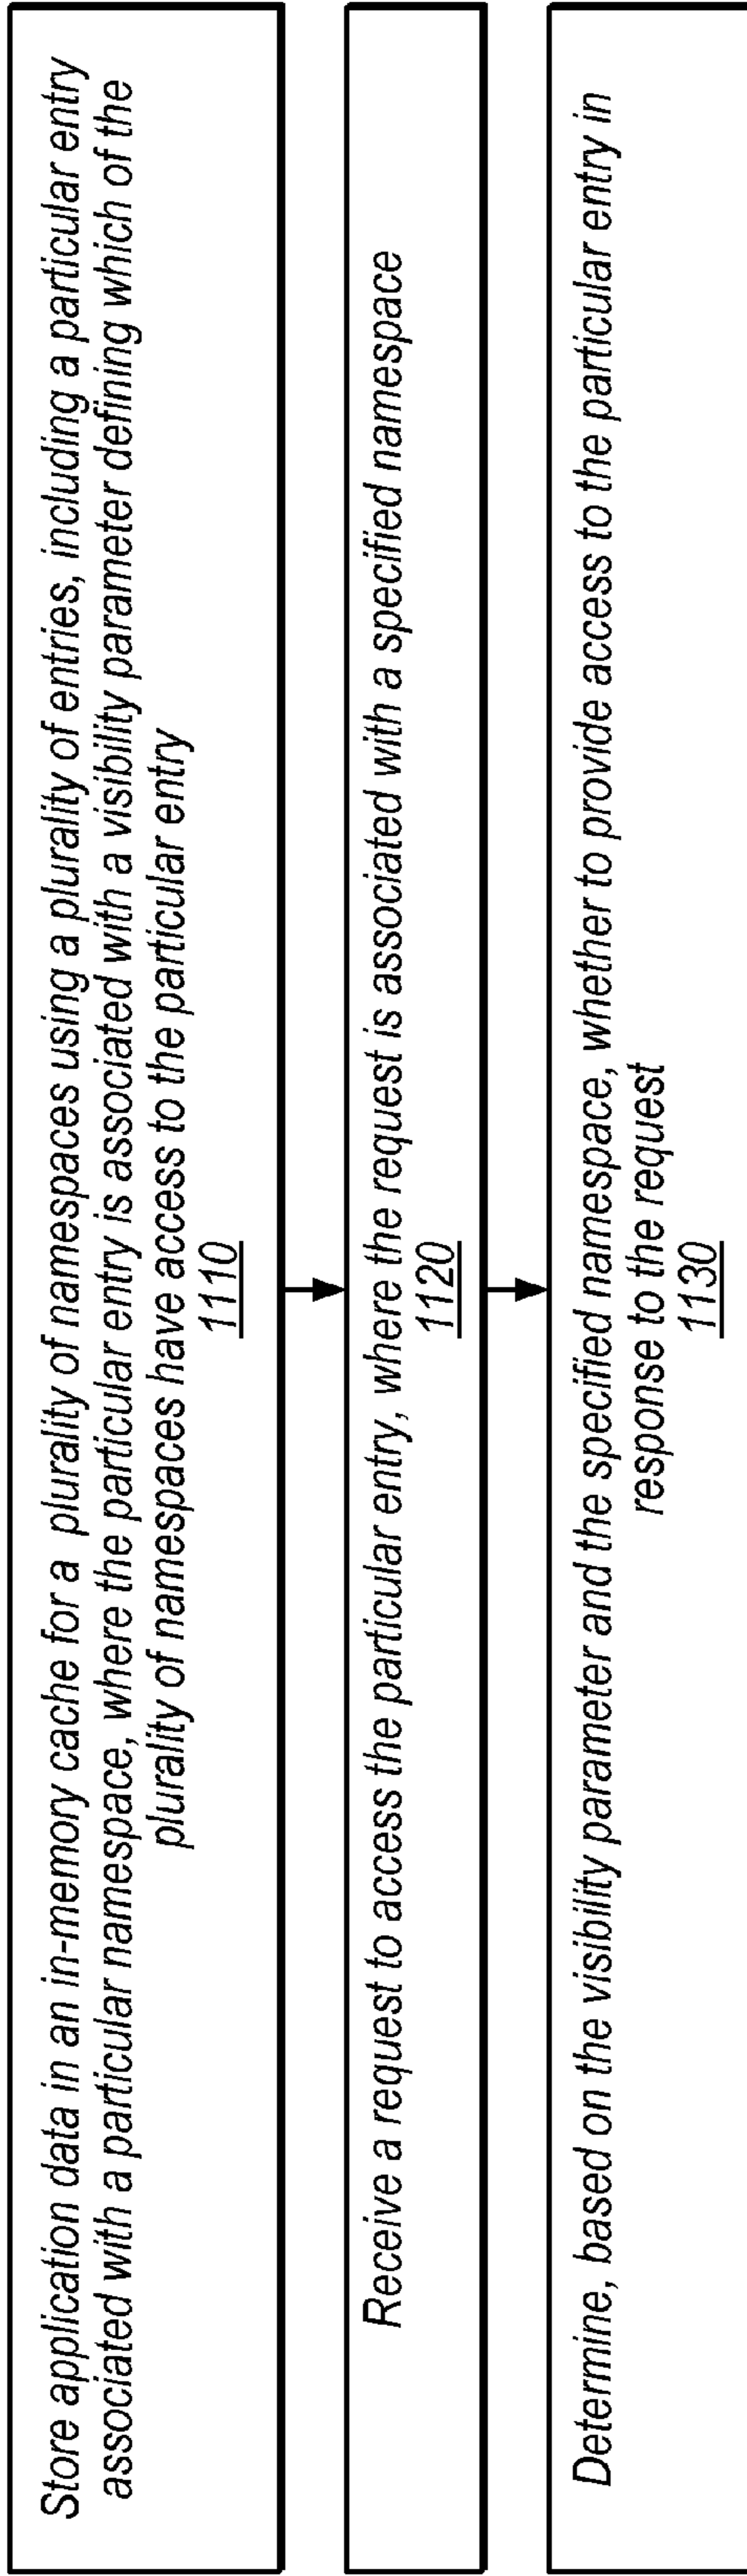 Store application data in an in-memory cache for a plurality of namespaces using a plurality of entries, including a particular entry
associated with a particular namespace, where the particular entry is associated with a visibility parameter defining which of the
plurality of namespaces have access to the particular entry
1110
Receive a request to access the particular entry, where the request is associated with a specified namespace
1120
Determine, based on the visibility parameter and the specified namespace, whether to provide access to the particular entry in
response to the request
1130